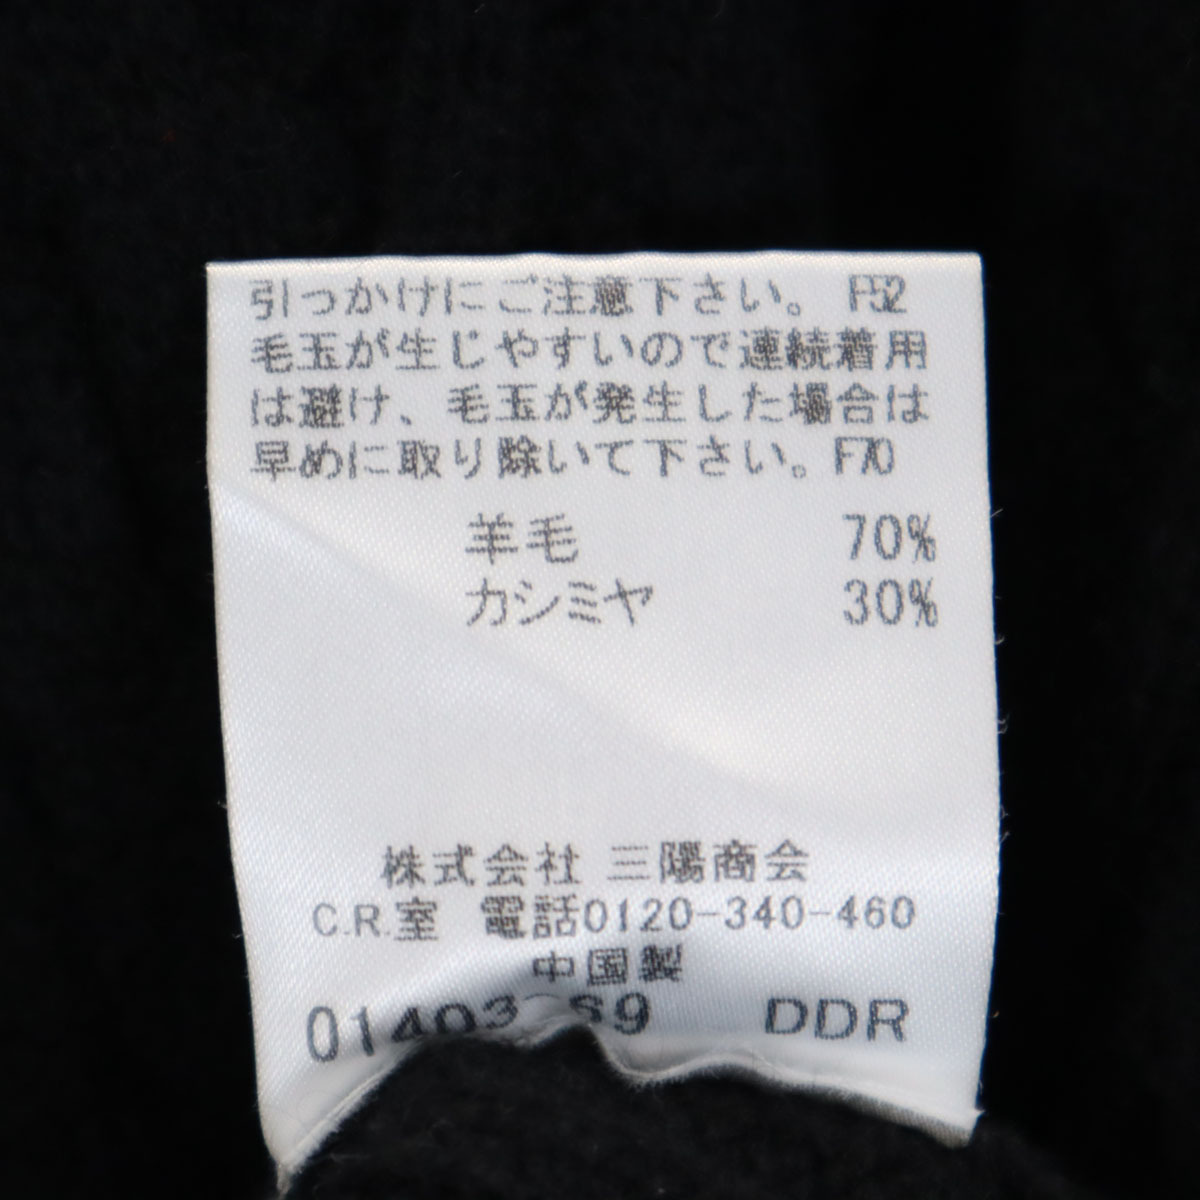 引っかけにご注意下さい。 F52
毛玉が生じやすいので連続着用
は避け、毛玉が発生した場合は
早めに取り除いて下さい。F70
羊毛 70%
カシミヤ 30%
株式会社 三陽商会
C.R.室 電話0120-340-460
中国製
DDR